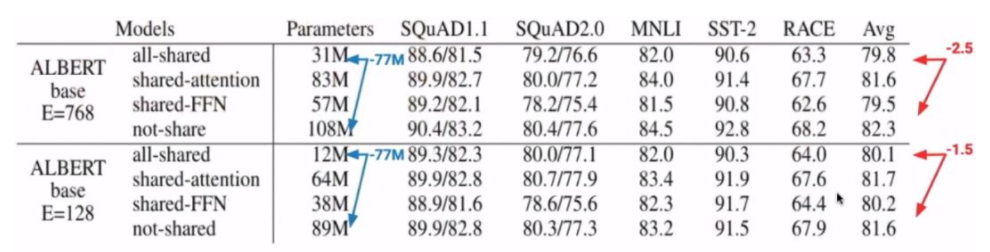 Models Parameters SQuAD1.1 SQuAD2.0 MNLI SST-2 RACE Avg
ALBERT base E=768
all-shared 31M -77M 88.6/81.5 79.2/76.6 82.0 90.6 63.3 79.8 -2.5
shared-attention 83M 89.9/82.7 80.0/77.2 84.0 91.4 67.7 81.6
shared-FFN 57M 89.2/82.1 78.2/75.4 81.5 90.8 62.6 79.5
not-share 108M 90.4/83.2 80.4/77.6 84.5 92.8 68.2 82.3
ALBERT base E=128
all-shared 12M -77M 89.3/82.3 80.0/77.1 82.0 90.3 64.0 80.1 -1.5
shared-attention 64M 89.9/82.8 80.7/77.9 83.4 91.9 67.6 81.7
shared-FFN 38M 88.9/81.6 78.6/75.6 82.3 91.7 64.4 80.2
not-shared 89M 89.9/82.8 80.3/77.3 83.2 91.5 67.9 81.6